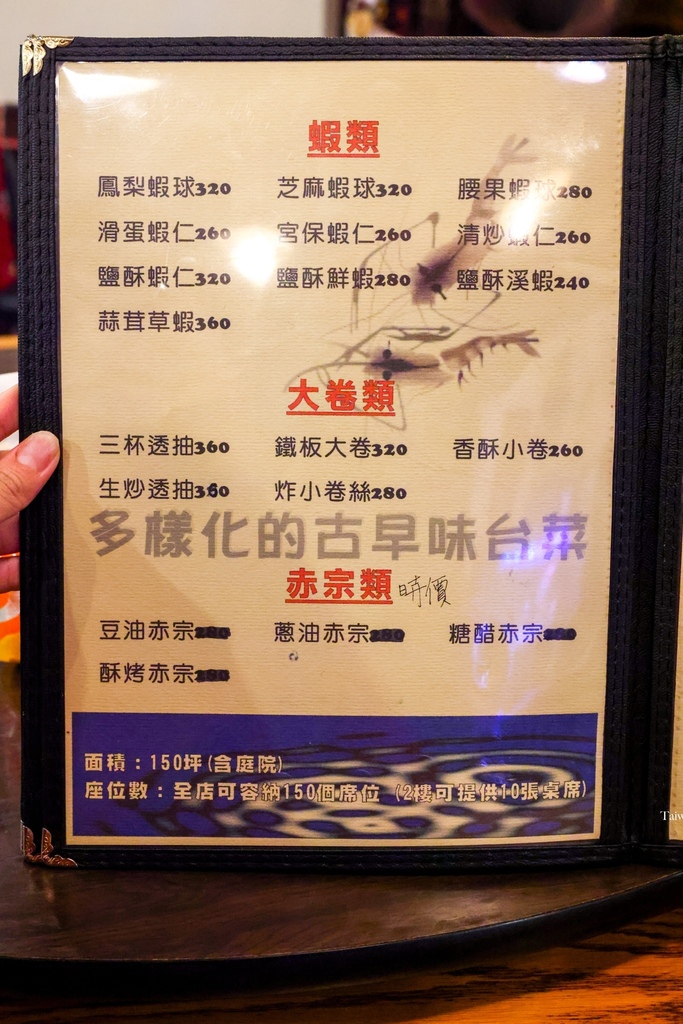 蝦類
鳳梨蝦球320 芝麻蝦球320 腰果蝦球280
滑蛋蝦仁260 宮保蝦仁260 清炒蝦仁260
鹽酥蝦仁320 鹽酥鮮蝦280 鹽酥溪蝦240
蒜茸草蝦360
大卷類
三杯透抽360 鐵板大卷320 香酥小卷260
生炒透抽360 炸小卷絲280
多樣化的古早味台菜
赤宗類 時價
豆油赤宗 蔥油赤宗 糖醋赤宗
酥烤赤宗
面積：150坪(含庭院)
座位數：全店可容納150個席位 (2樓可提供10張桌席)
Taiw